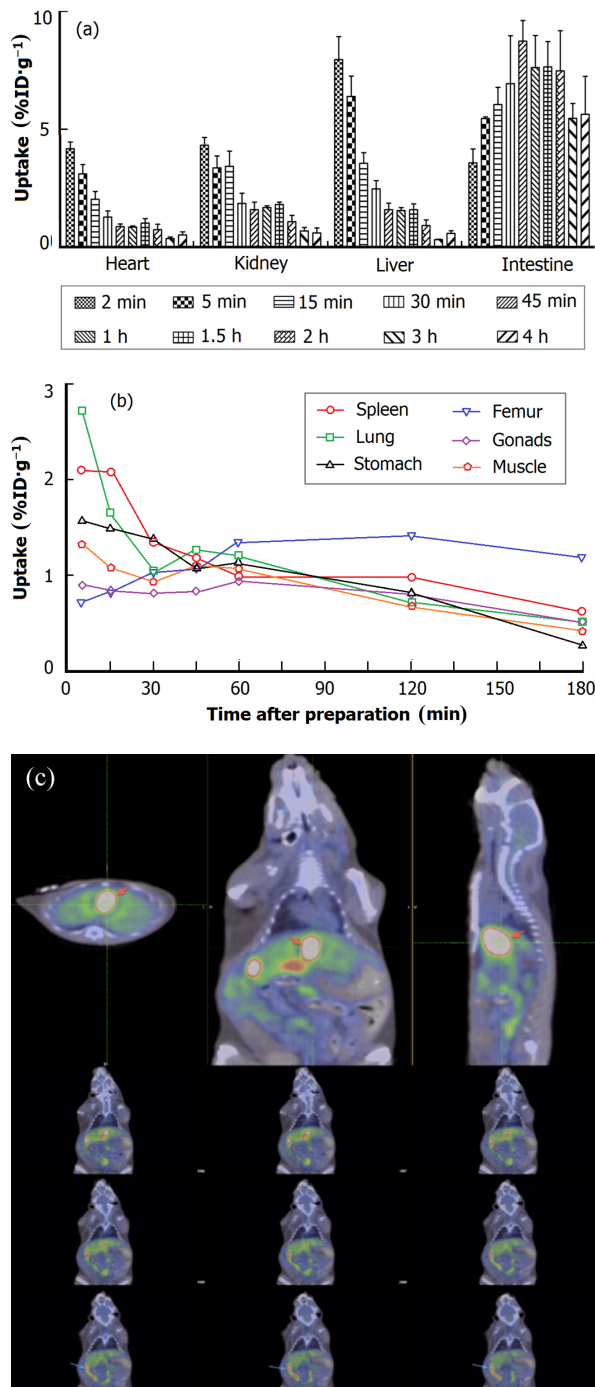 (a)
Uptake (%ID·g⁻¹)
10
5
0
Heart Kidney Liver Intestine
2 min 5 min 15 min 30 min 45 min
1 h 1.5 h 2 h 3 h 4 h
(b)
Uptake (%ID·g⁻¹)
3
2
1
0
Spleen Femur
Lung Gonads
Stomach Muscle
0 30 60 90 120 150 180
Time after preparation (min)
(c)